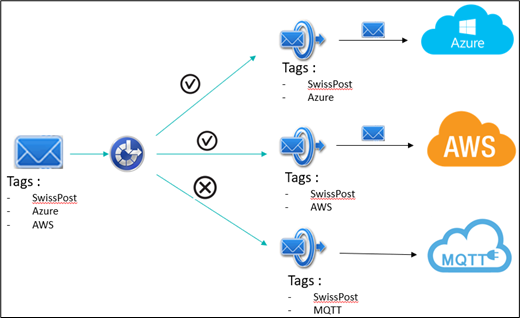 Azure
Tags :
- SwissPost
- Azure
AWS
Tags :
- SwissPost
- Azure
- AWS
Tags :
- SwissPost
- AWS
MQTT
Tags :
- SwissPost
- MQTT